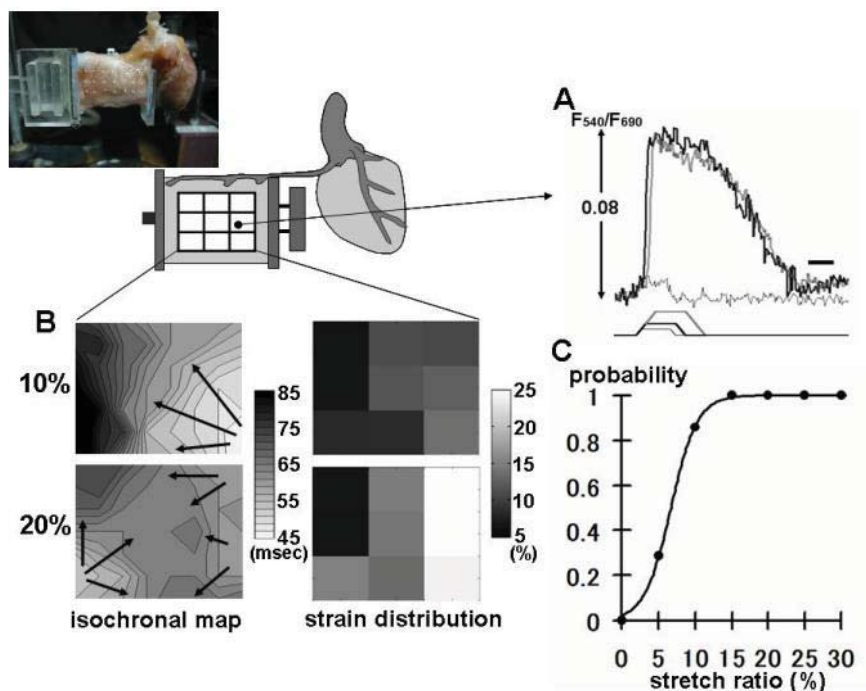 A
F540/F690
0.08
B
10%
20%
85
75
65
55
45
(msec)
25
20
15
10
5
(%)
isochronal map
strain distribution
C
probability
1
0.8
0.6
0.4
0.2
0
0 5 10 15 20 25 30
stretch ratio (%)